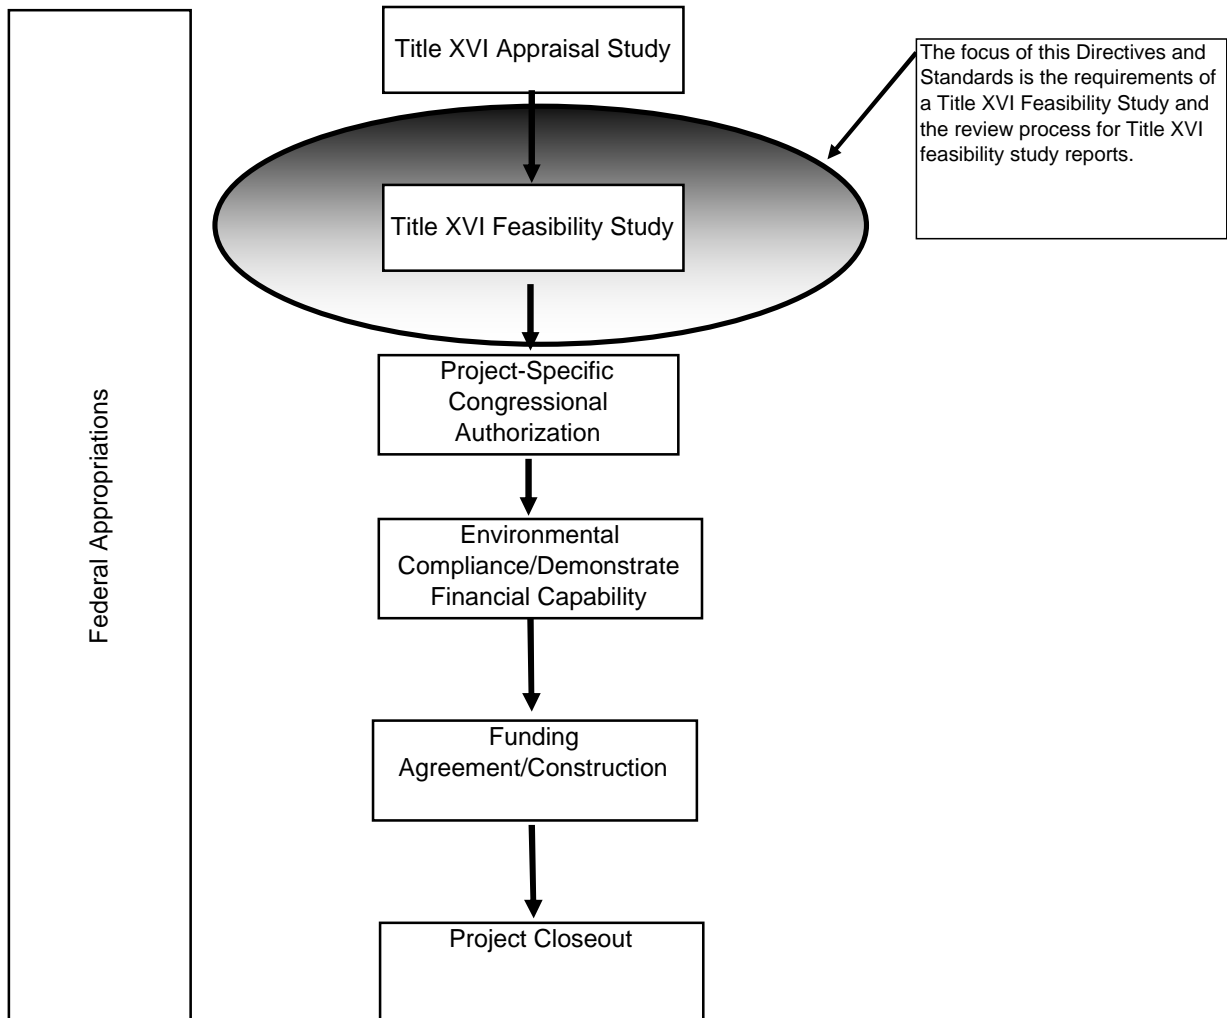 Title XVI Appraisal Study
The focus of this Directives and
Standards is the requirements of
a Title XVI Feasibility Study and
the review process for Title XVI
feasibility study reports.
Title XVI Feasibility Study
Project-Specific
Congressional
Authorization
Federal Appropriations
Environmental
Compliance/Demonstrate
Financial Capability
Funding
Agreement/Construction
Project Closeout